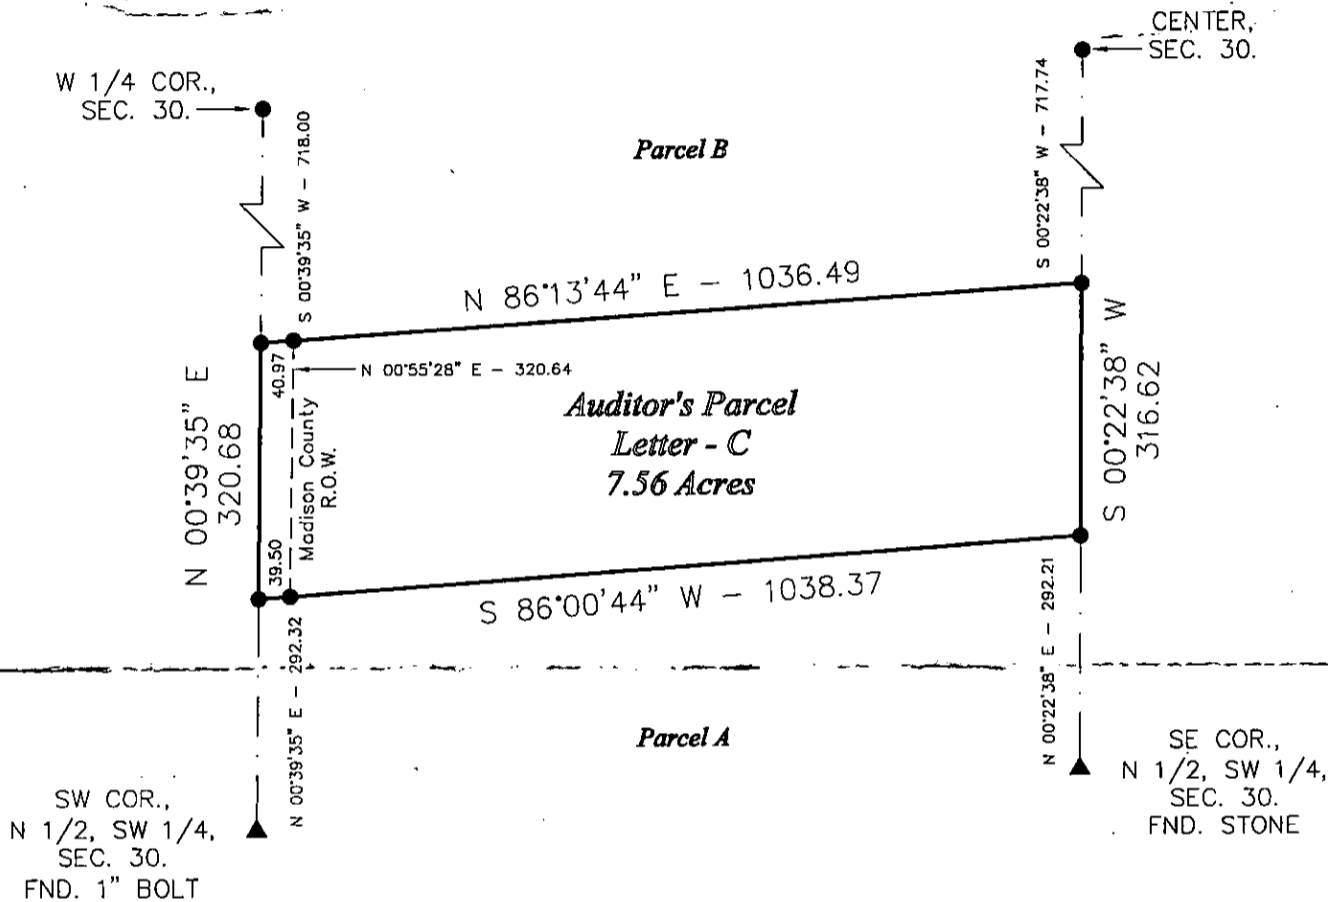 CENTER,
SEC. 30.
W 1/4 COR.,
SEC. 30.
S 00°39'35" W - 718.00
Parcel B
S 00°22'38" W - 717.74
N 86°13'44" E - 1036.49
40.97
N 00°55'28" E - 320.64
N 00°39'35" E
320.68
Madison County
R.O.W.
Auditor's Parcel
Letter - C
7.56 Acres
S 00°22'38" W
316.62
39.50
S 86°00'44" W - 1038.37
N 00°39'35" E - 292.32
N 00°22'38" E - 292.21
Parcel A
SW COR.,
N 1/2, SW 1/4,
SEC. 30.
FND. 1" BOLT
SE COR.,
N 1/2, SW 1/4,
SEC. 30.
FND. STONE